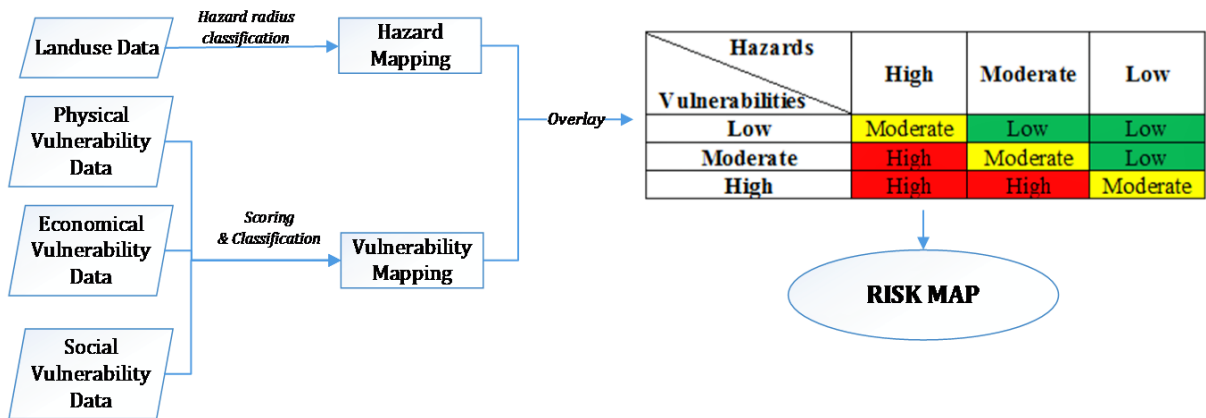 Landuse Data
Hazard radius
classification
Hazard
Mapping
Physical
Vulnerability
Data
Economical
Vulnerability
Data
Social
Vulnerability
Data
Scoring
& Classification
Vulnerability
Mapping
Overlay
Hazards
Vulnerabilities
High Moderate Low
Low Moderate Low Low
Moderate High Moderate Low
High High High Moderate
RISK MAP